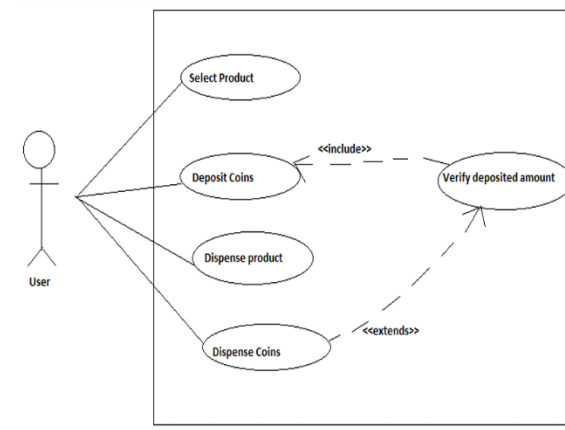 Select Product
<<include>>
Deposit Coins
Verify deposited amount
Dispense product
User
<<extends>>
Dispense Coins